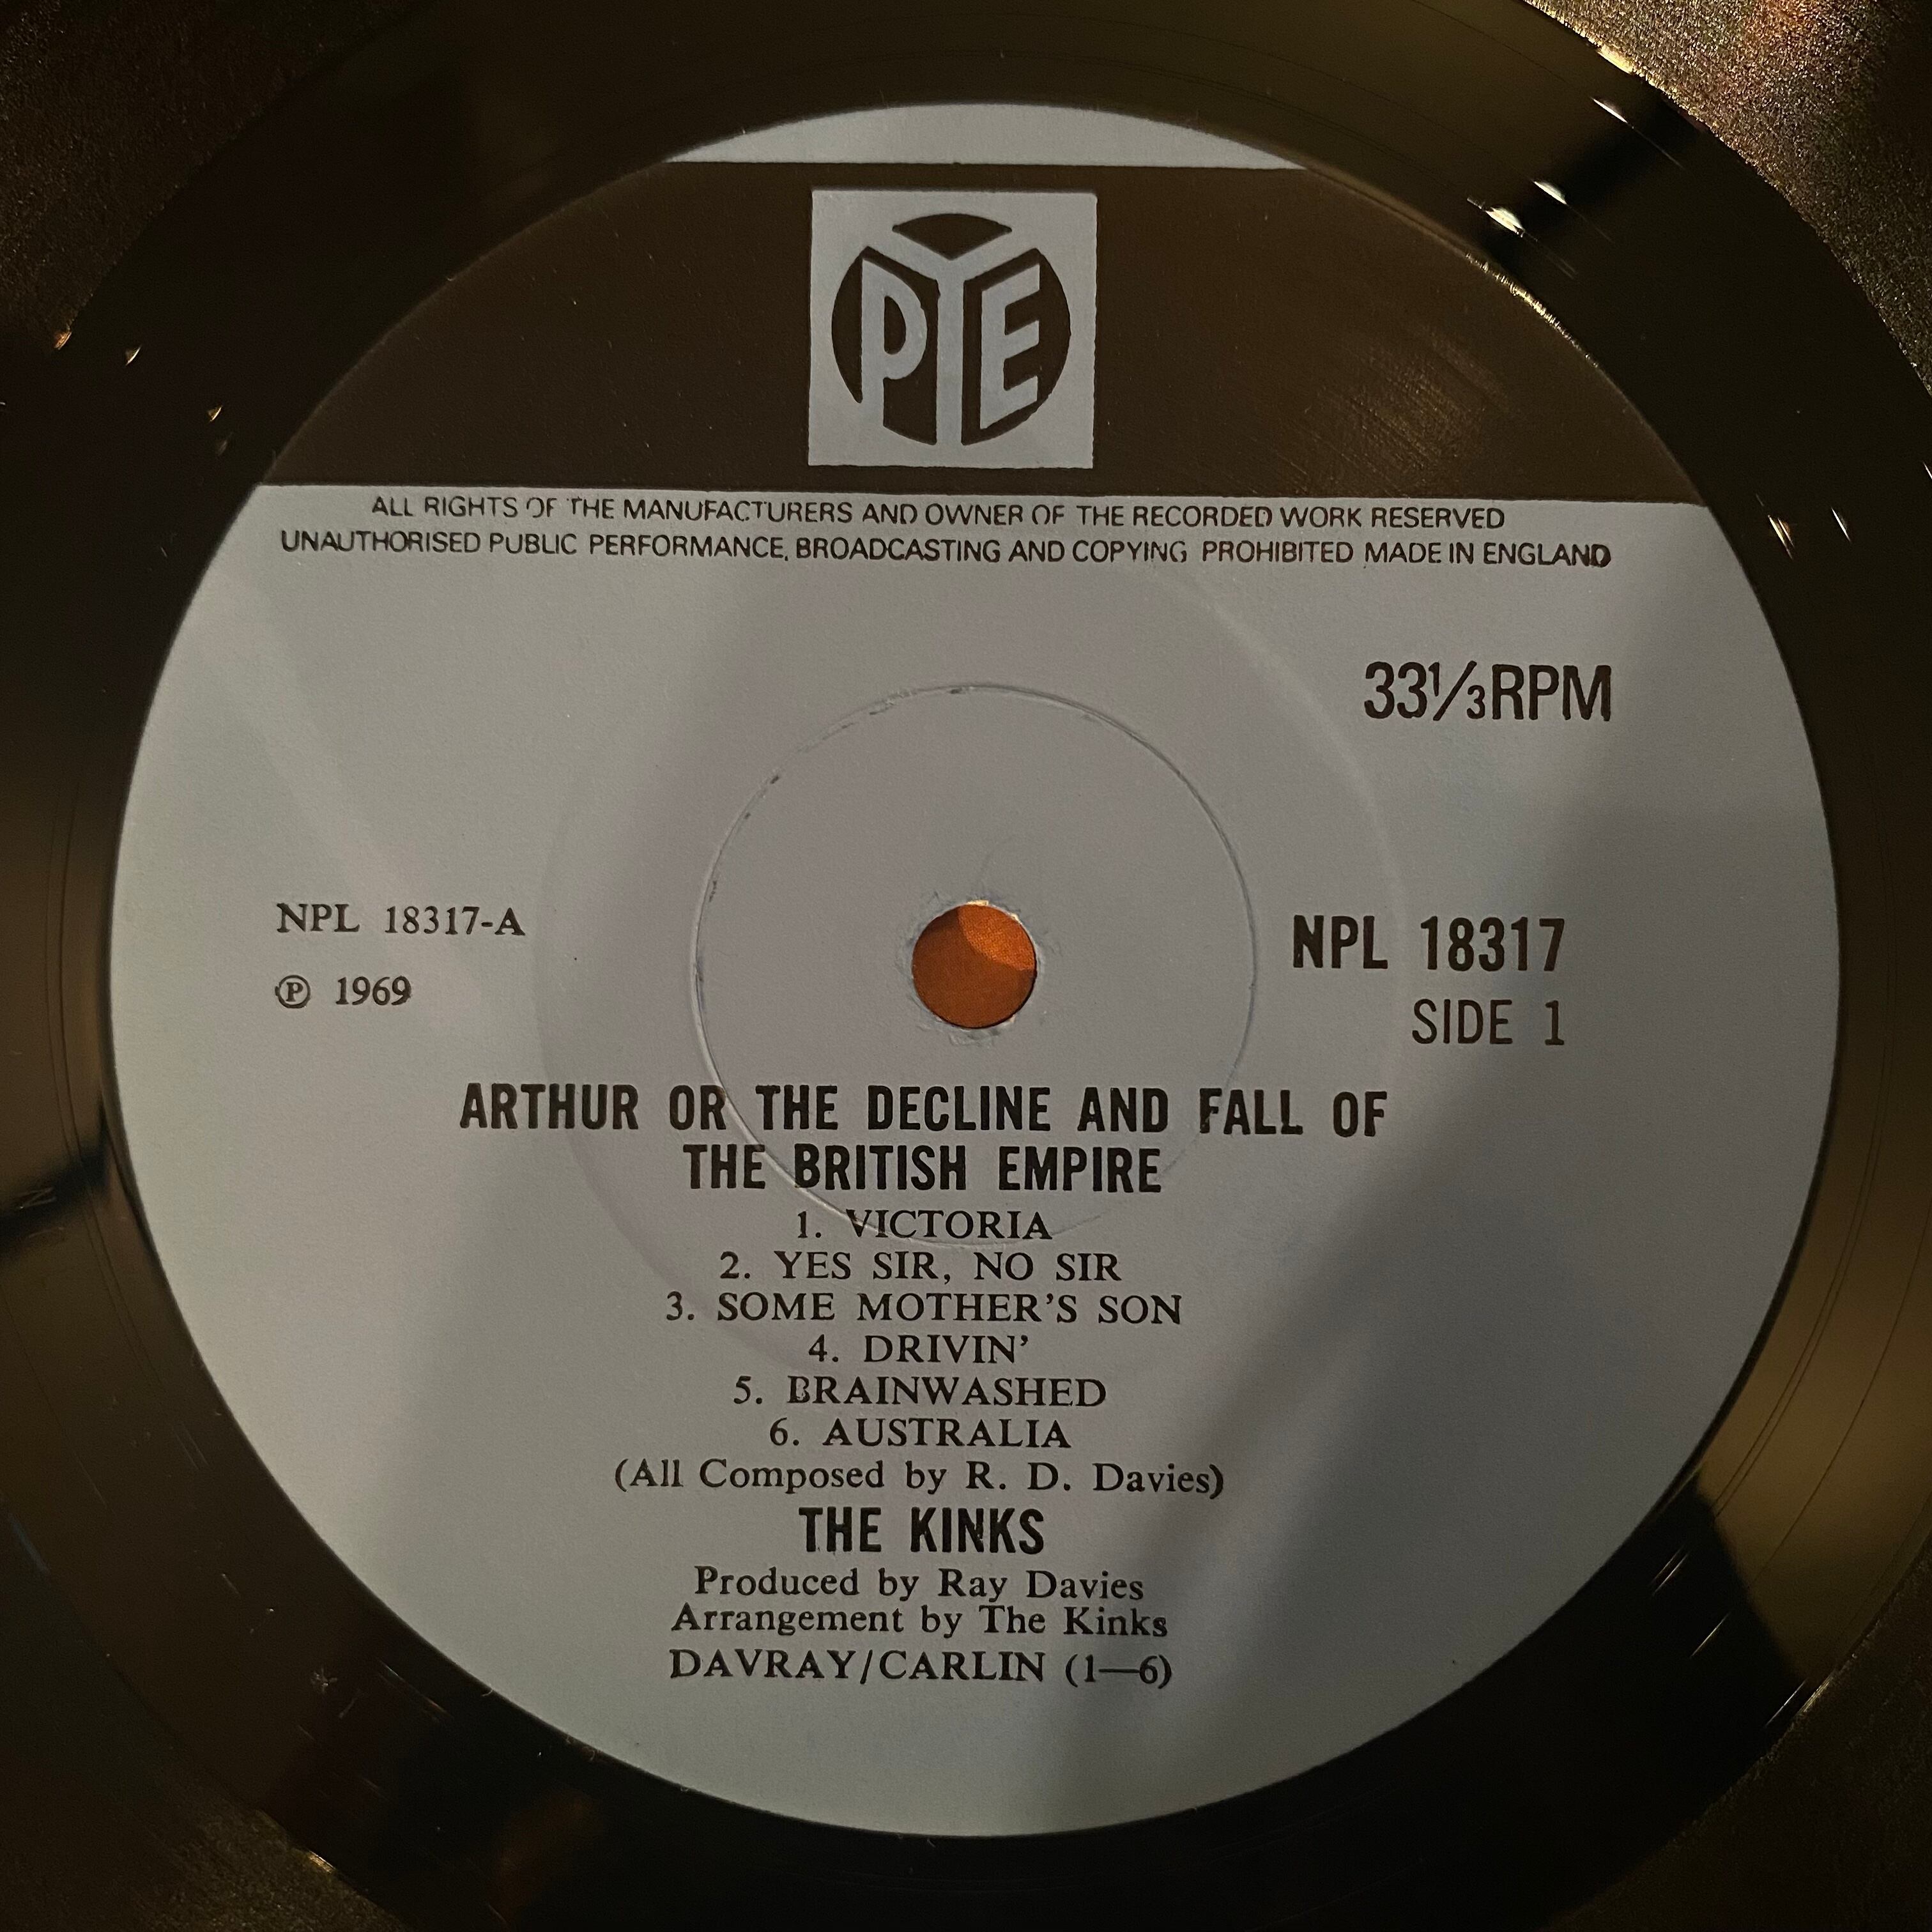 PYE
ALL RIGHTS OF THE MANUFACTURERS AND OWNER OF THE RECORDED WORK RESERVED
UNAUTHORISED PUBLIC PERFORMANCE, BROADCASTING AND COPYING PROHIBITED MADE IN ENGLAND
33⅓RPM
NPL 18317-A
NPL 18317
℗ 1969
SIDE 1
ARTHUR OR THE DECLINE AND FALL OF
THE BRITISH EMPIRE
1. VICTORIA
2. YES SIR, NO SIR
3. SOME MOTHER’S SON
4. DRIVIN’
5. BRAINWASHED
6. AUSTRALIA
(All Composed by R. D. Davies)
THE KINKS
Produced by Ray Davies
Arrangement by The Kinks
DAVRAY/CARLIN (1—6)